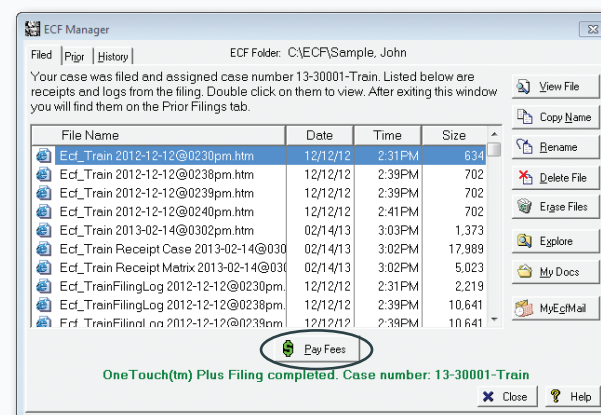 ECF Manager
Filed Prior History ECF Folder: C:\ECF\Sample, John
Your case was filed and assigned case number 13-30001-Train. Listed below are
receipts and logs from the filing. Double click on them to view. After exiting this window
you will find them on the Prior Filings tab.
File Name Date Time Size
Ecf_Train 2012-12-12@0230pm.htm 12/12/12 2:31PM 634
Ecf_Train 2012-12-12@0238pm.htm 12/12/12 2:39PM 702
Ecf_Train 2012-12-12@0239pm.htm 12/12/12 2:39PM 702
Ecf_Train 2012-12-12@0240pm.htm 12/12/12 2:41PM 702
Ecf_Train 2013-02-14@0302pm.htm 02/14/13 3:03PM 1,373
Ecf_Train Receipt Case 2013-02-14@030 02/14/13 3:02PM 17,989
Ecf_Train Receipt Matrix 2013-02-14@030 02/14/13 3:02PM 5,023
Ecf_TrainFilingLog 2012-12-12@0230pm. 12/12/12 2:31PM 2,219
Ecf_TrainFilingLog 2012-12-12@0238pm. 12/12/12 2:39PM 10,641
Ecf_TrainFilingLog 2012-12-12@0239pm. 12/12/12 2:39PM 10,641
View File
Copy Name
Rename
Delete File
Erase Files
Explore
My Docs
MyEcfMail
Pay Fees
OneTouch(tm) Plus Filing completed. Case number: 13-30001-Train
Close Help